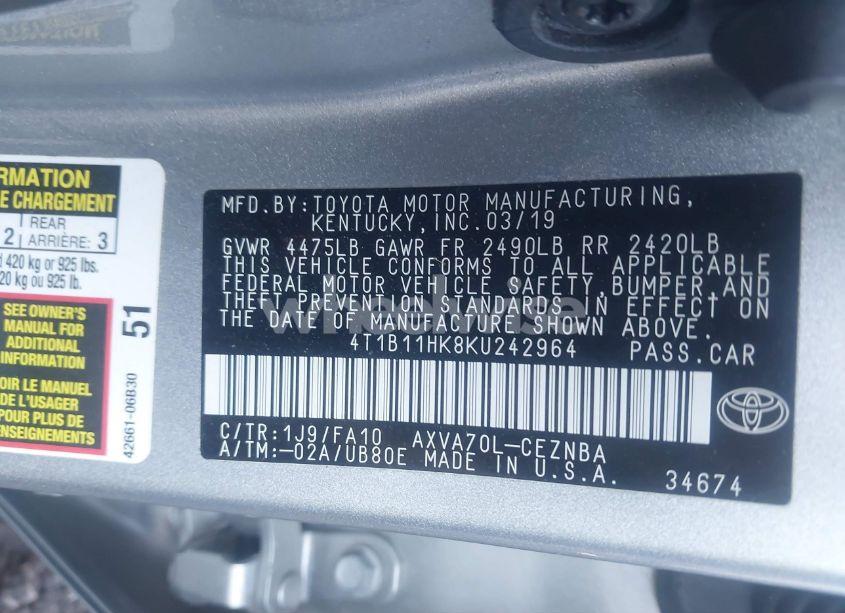 RMATION
E CHARGEMENT
2 REAR ARRIÈRE: 3
d 420 kg or 925 lbs.
20 kg ou 925 lb.
SEE OWNER'S
MANUAL FOR
ADDITIONAL
INFORMATION
OIR LE MANUEL
DE L'USAGER
POUR PLUS DE
ENSEIGNEMENTS
51
42661-06B30
MFD.BY:TOYOTA MOTOR MANUFACTURING,
KENTUCKY,INC.03/19
GVWR 4475LB GAWR FR 2490LB RR 2420LB
THIS VEHICLE CONFORMS TO ALL APPLICABLE
FEDERAL MOTOR VEHICLE SAFETY,BUMPER,AND
THEFT PREVENTION STANDARDS IN EFFECT ON
THE DATE OF MANUFACTURE SHOWN ABOVE.
4T1B11HK8KU242964 PASS.CAR
C/TR:1J9/FA10 AXVA70L-CEZNBA
A/TM:-02A/UB80E MADE IN U.S.A.
34674